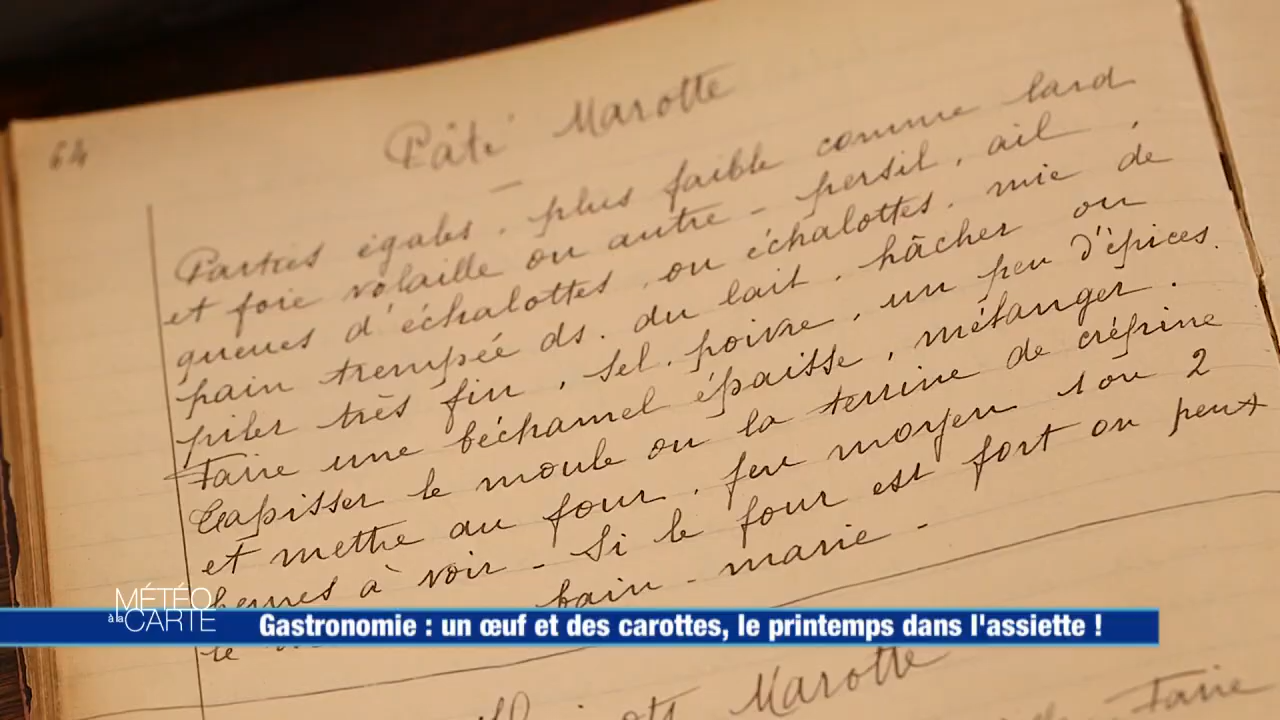 64
Pâté Marotte
Parties égales, plus faible comme lard
et foie volaille ou autre - persil, ail,
queues d'échalottes, ou échalottes, mie de
pain trempée ds. du lait, hâcher ou
piler très fin, sel, poivre, un peu d'épices.
Faire une béchamel épaisse, mélanger.
Tapisser le moule ou la terrine de crépine
et mettre au four, feu moyen 1 ou 2
heures à voir - Si le four est fort on peux
bain-marie -
MÉTÉO
à la CARTE
Gastronomie : un œuf et des carottes, le printemps dans l'assiette !
Marotte
Faire